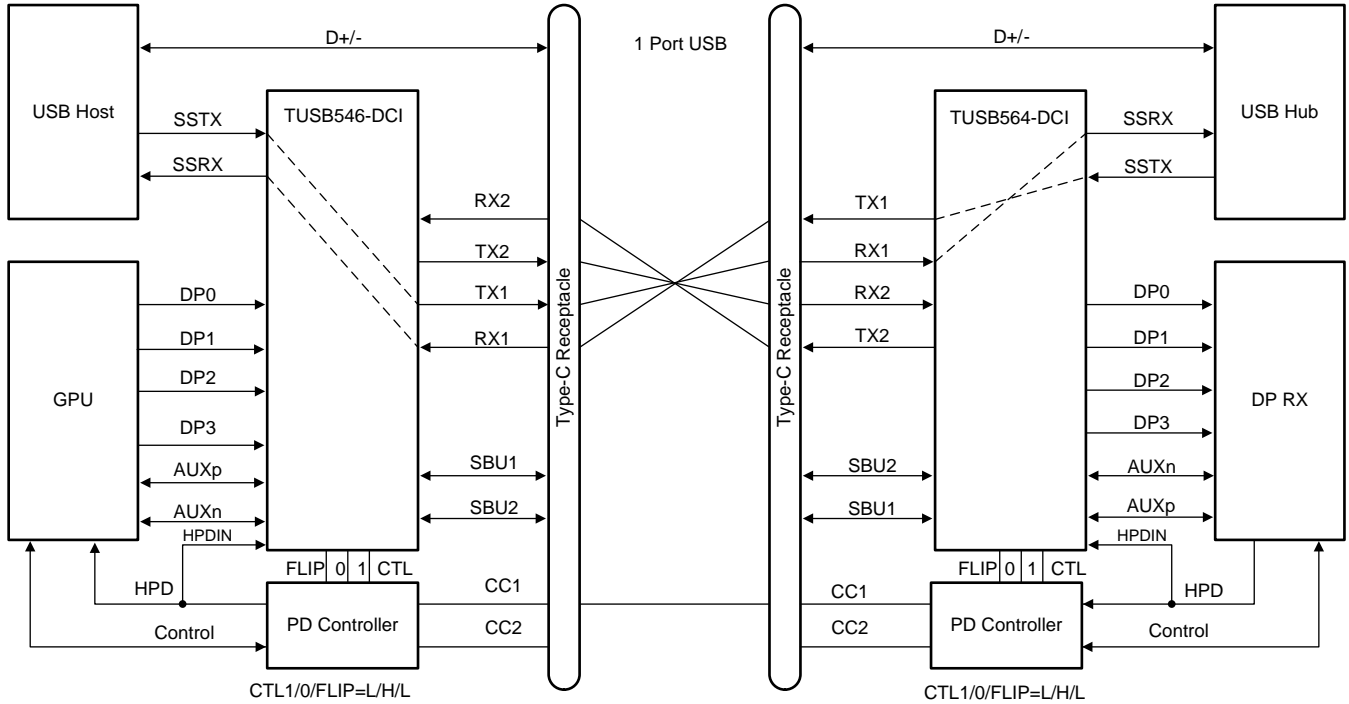 D+/-
1 Port USB
D+/-
USB Host
TUSB546-DCI
TUSB564-DCI
USB Hub
SSTX
SSRX
SSRX
SSTX
RX2
TX2
TX1
RX1
TX1
RX1
RX2
TX2
Type-C Receptacle
Type-C Receptacle
GPU
DP0
DP1
DP2
DP3
AUXp
AUXn
HPDIN
SBU1
SBU2
SBU2
SBU1
DP0
DP1
DP2
DP3
AUXn
AUXp
HPDIN
DP RX
FLIP 0 1 CTL
FLIP 0 1 CTL
HPD
Control
PD Controller
CC1
CC2
CC1
CC2
PD Controller
HPD
Control
CTL1/0/FLIP=L/H/L
CTL1/0/FLIP=L/H/L